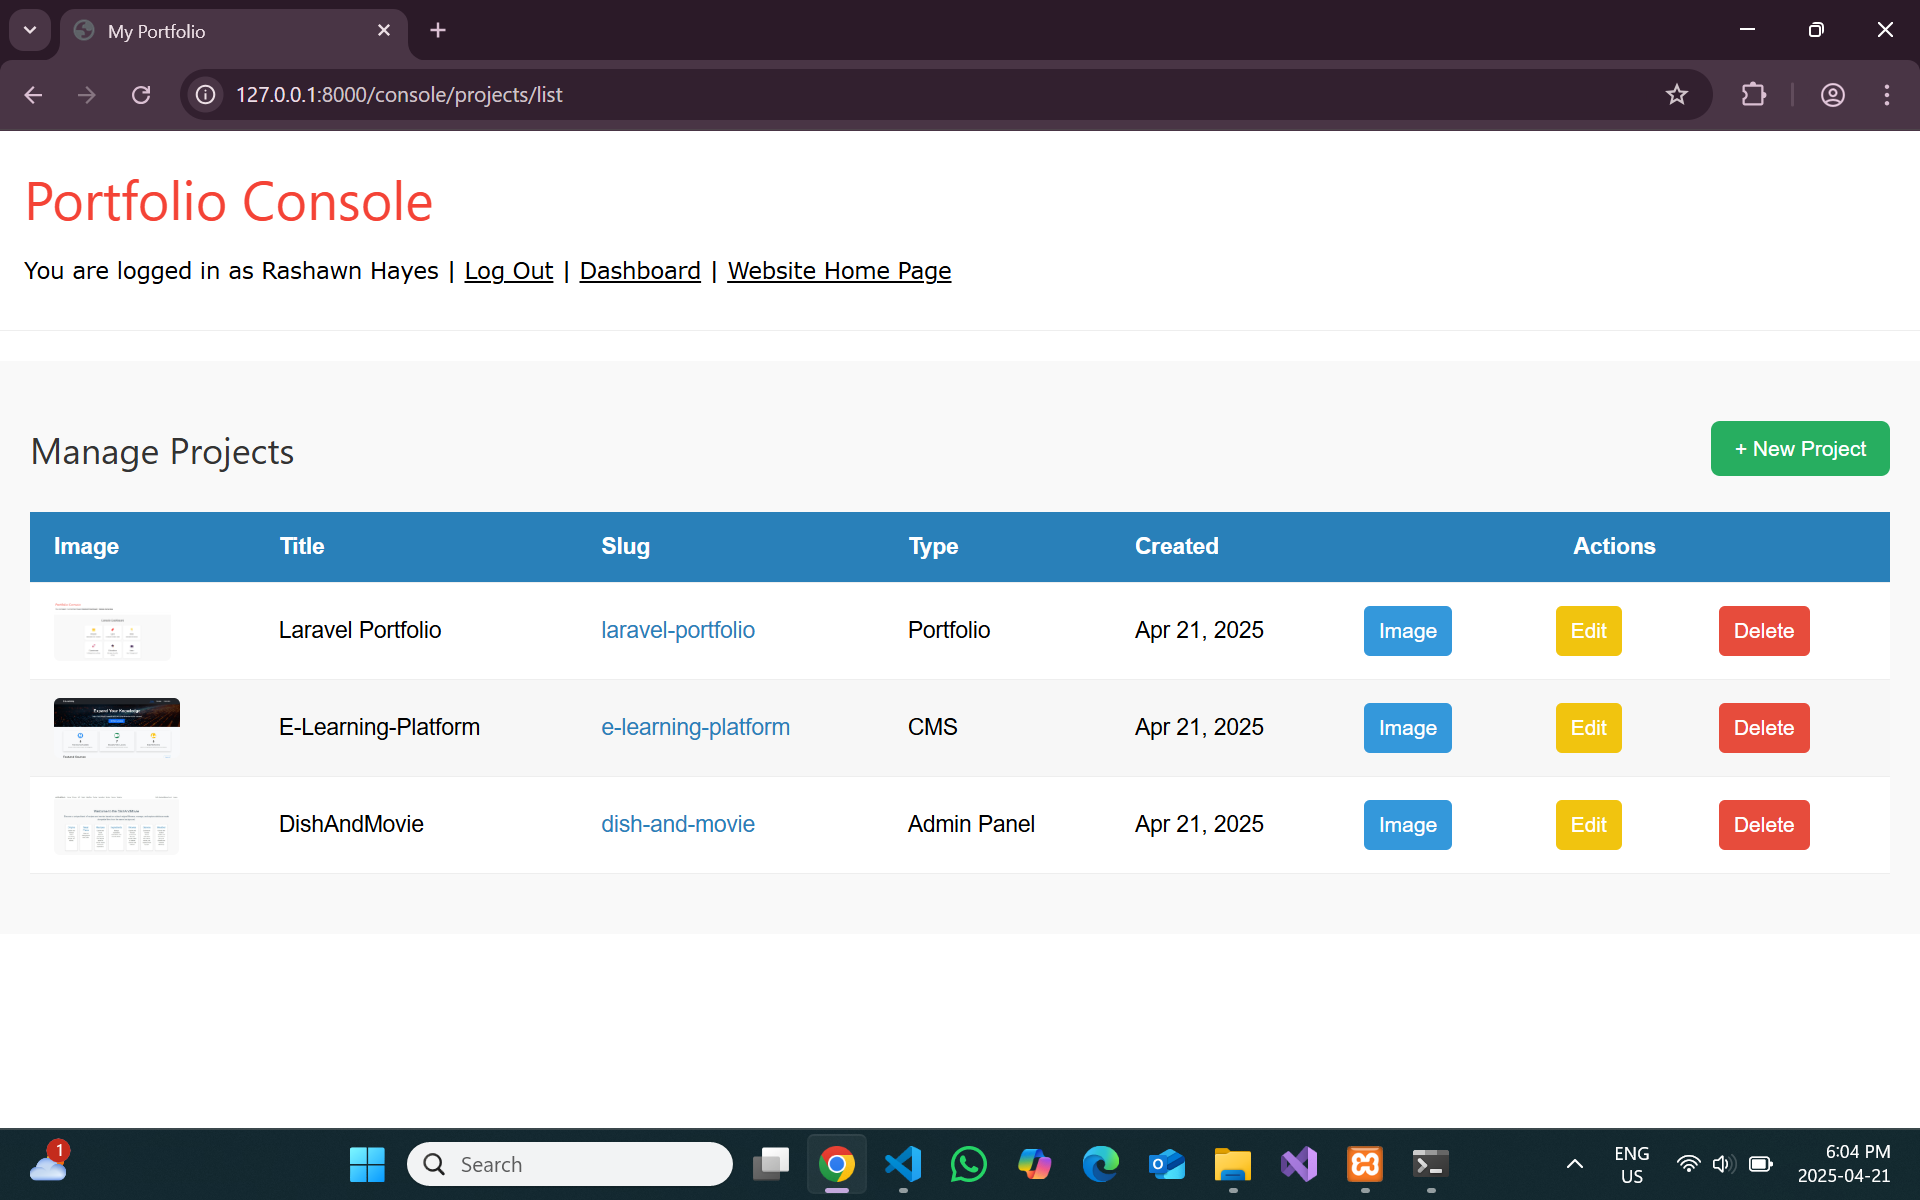 My Portfolio
127.0.0.1:8000/console/projects/list
Portfolio Console
You are logged in as Rashawn Hayes | Log Out | Dashboard | Website Home Page
Manage Projects
+ New Project
Image Title Slug Type Created Actions
Laravel Portfolio laravel-portfolio Portfolio Apr 21, 2025 Image Edit Delete
Expand Your Knowledge
E-Learning-Platform e-learning-platform CMS Apr 21, 2025 Image Edit Delete
DishAndMovie dish-and-movie Admin Panel Apr 21, 2025 Image Edit Delete
1
Search
ENG
US
6:04 PM
2025-04-21